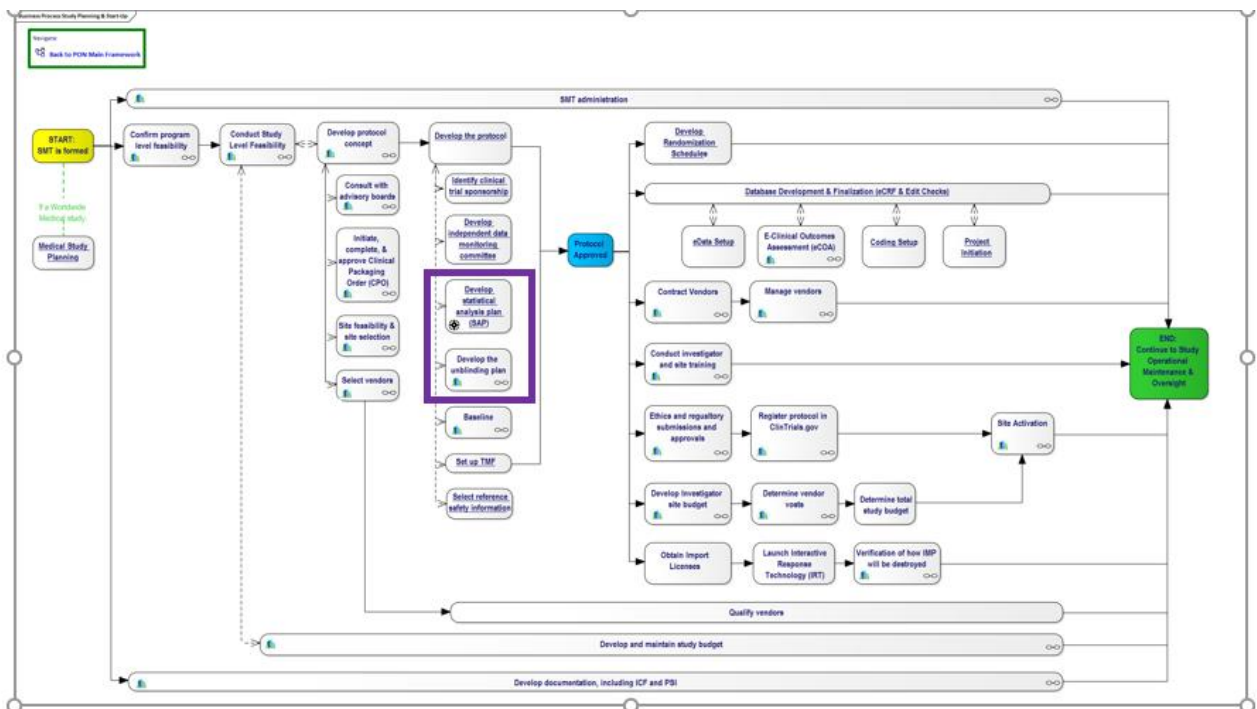 Business Process Study Planning & Start-Up
Navigate
Back to PON Main Framework
SMT administration
START:
SMT is formed
Confirm program
level feasibility
Conduct Study
Level Feasibility
Develop protocol
concept
Develop the protocol
Develop
Randomization
Schedules
If a Worldwide
Medical study:
Medical Study
Planning
Consult with
advisory boards
Initiate,
complete, &
approve Clinical
Packaging
Order (CPO)
Site feasibility &
site selection
Select vendors
Identify clinical
trial sponsorship
Develop
independent data
monitoring
committee
Develop
statistical
analysis plan
(SAP)
Develop the
unblinding plan
Baseline
Set up TMF
Select reference
safety information
Protocol
Approved
Database Development & Finalization (eCRF & Edit Checks)
eData Setup
E-Clinical Outcomes
Assessment (eCOA)
Coding Setup
Project
Initiation
Contract Vendors
Manage vendors
Conduct investigator
and site training
Ethics and regualtory
submissions and
approvals
Register protocol in
ClinTrials.gov
Site Activation
Develop Investigator
site budget
Determine vendor
vosts
Determine total
study budget
Obtain Import
Licenses
Launch Interactive
Response
Technology (IRT)
Verification of how IMP
will be destroyed
END:
Continue to Study
Operational
Maintenance &
Oversight
Qualify vendors
Develop and maintain study budget
Develop documentation, including ICF and PSI